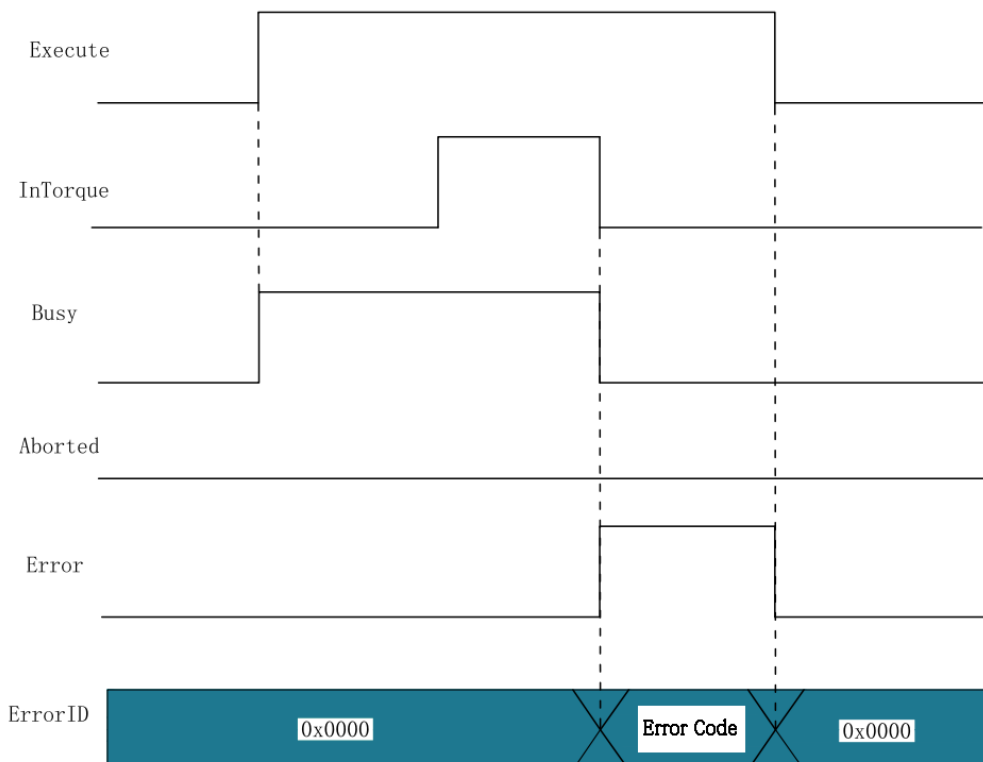 Execute
InTorque
Busy
Aborted
Error
ErrorID
0x0000
Error Code
0x0000